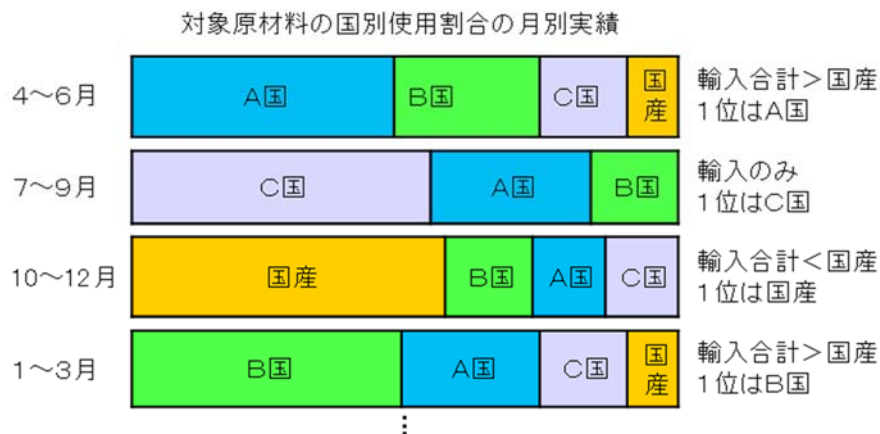 対象原材料の国別使用割合の月別実績
4～6月
A国
B国
C国
国産
輸入合計＞国産
1位はA国
7～9月
C国
A国
B国
輸入のみ
1位はC国
10～12月
国産
B国
A国
C国
輸入合計＜国産
1位は国産
1～3月
B国
A国
C国
国産
輸入合計＞国産
1位はB国